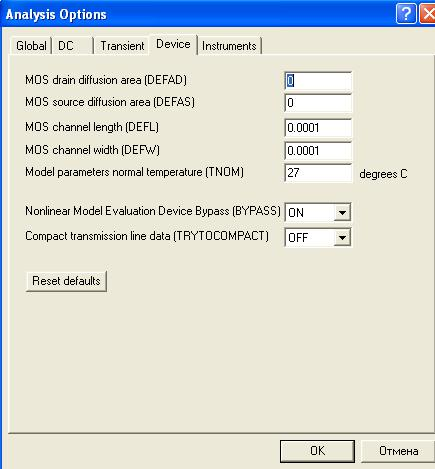 Analysis Options
Global DC Transient Device Instruments
MOS drain diffusion area (DEFAD) 0
MOS source diffusion area (DEFAS) 0
MOS channel length (DEFL) 0.0001
MOS channel width (DEFW) 0.0001
Model parameters normal temperature (TNOM) 27 degrees C
Nonlinear Model Evaluation Device Bypass (BYPASS) ON
Compact transmission line data (TRYTOCOMPACT) OFF
Reset defaults
OK Отмена